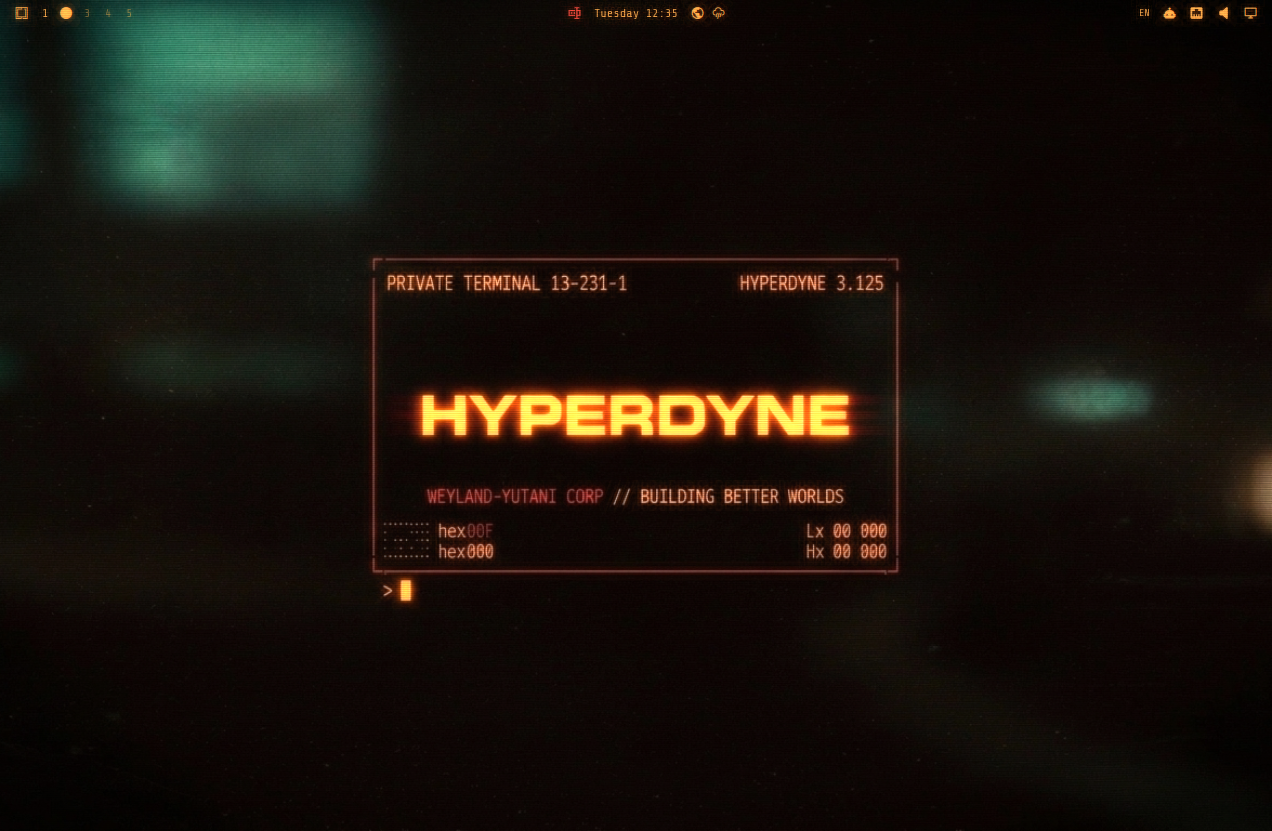 1 3 4 5 Tuesday 12:35 EN
PRIVATE TERMINAL 13-231-1 HYPERDYNE 3.125
HYPERDYNE
WEYLAND-YUTANI CORP // BUILDING BETTER WORLDS
hex00F Lx 00 000
hex000 Hx 00 000
>